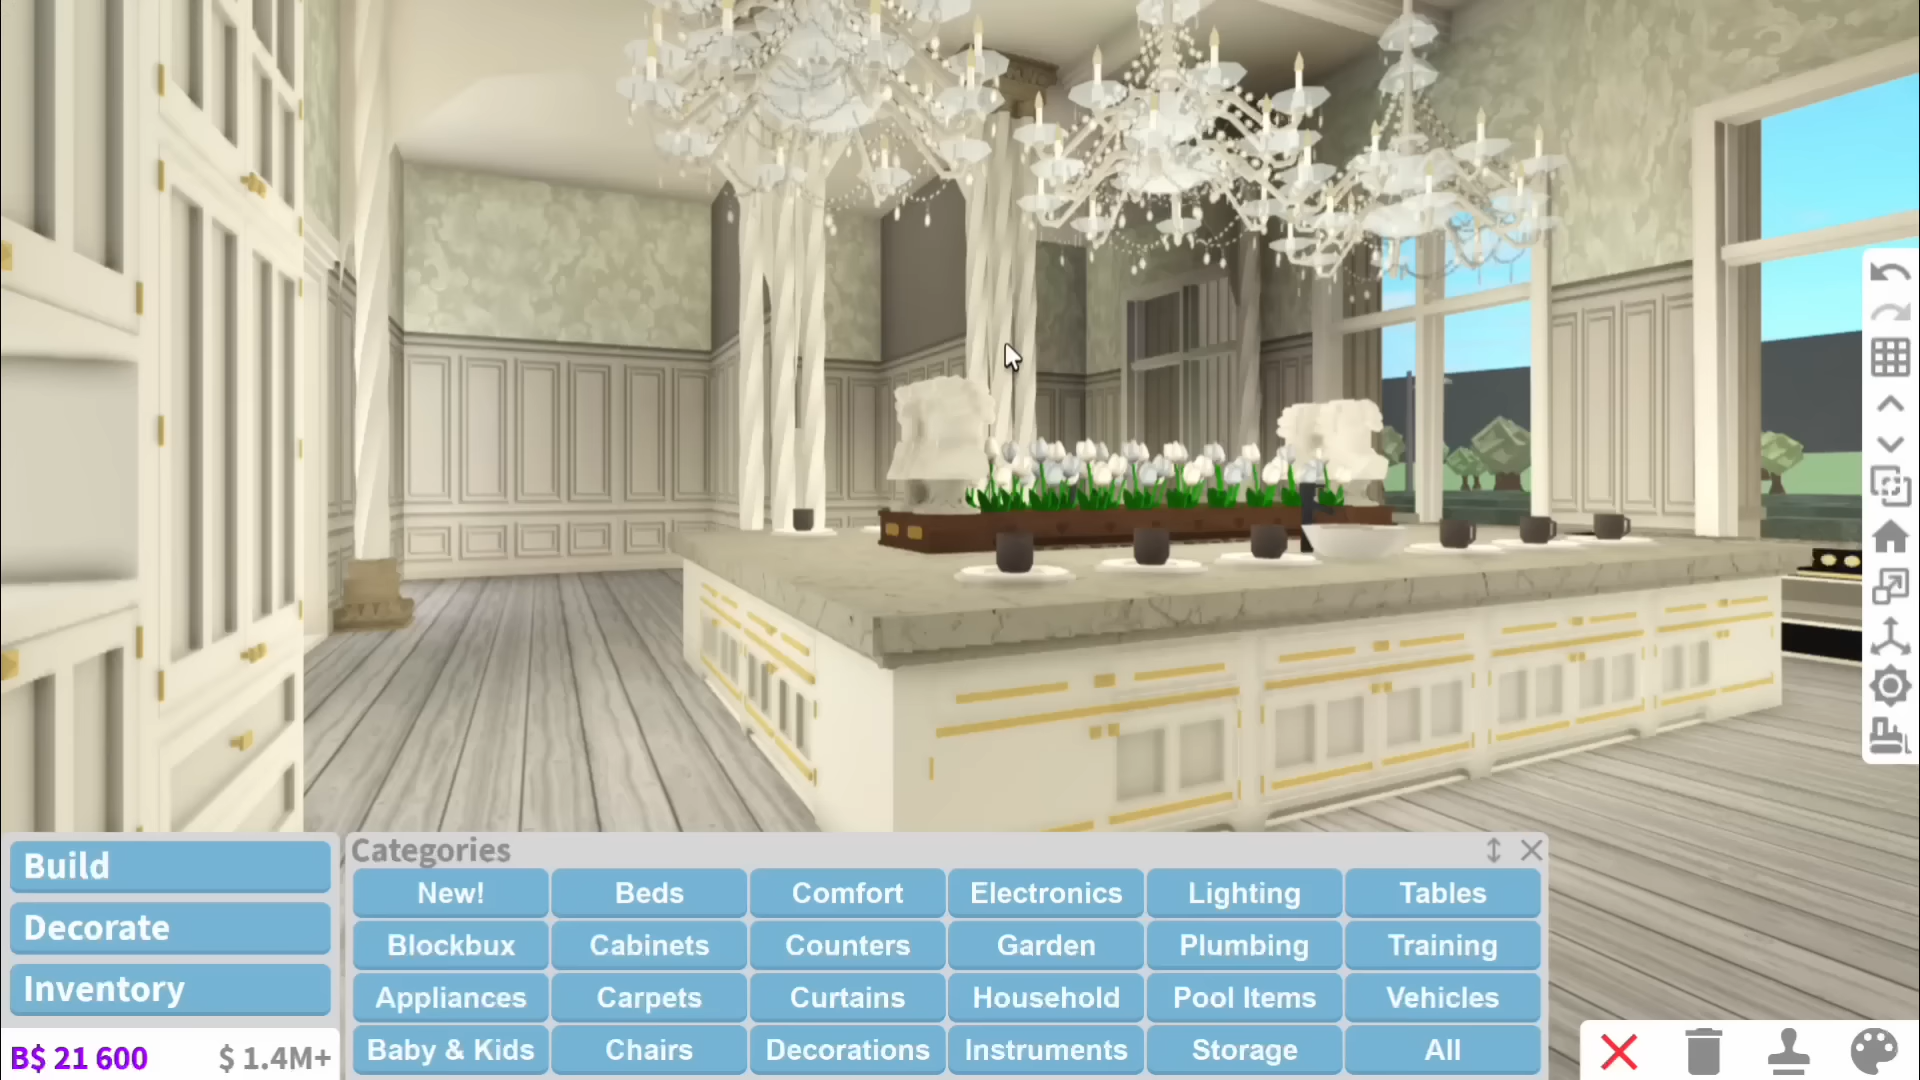 Build
Decorate
Inventory
B$ 21 600 $ 1.4M+
Categories
New! Beds Comfort Electronics Lighting Tables
Blockbux Cabinets Counters Garden Plumbing Training
Appliances Carpets Curtains Household Pool Items Vehicles
Baby & Kids Chairs Decorations Instruments Storage All